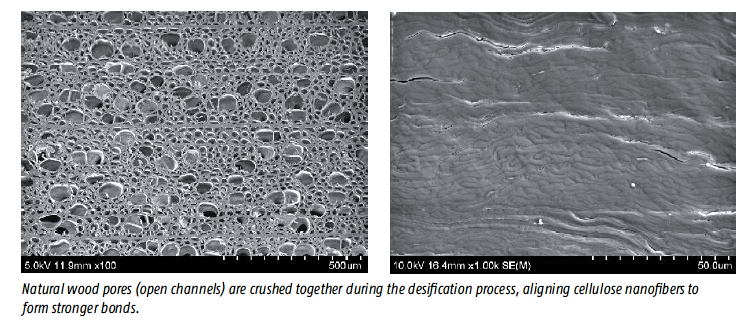 5.0kV 11.9mm x100 500um
10.0kV 16.4mm x1.00k SE(M) 50.0um
Natural wood pores (open channels) are crushed together during the desification process, aligning cellulose nanofibers to
form stronger bonds.